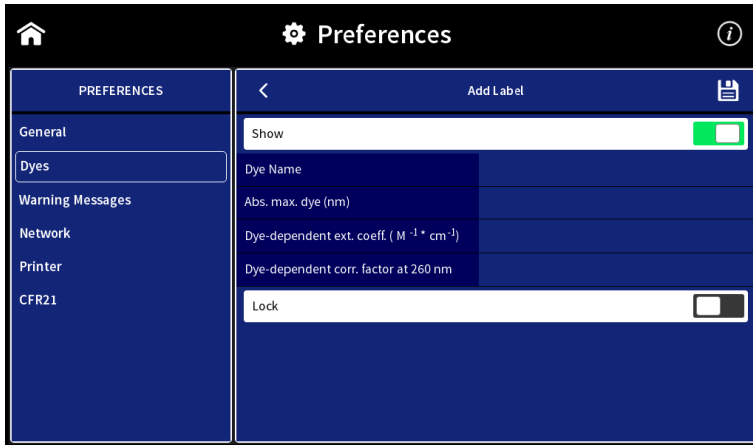 Preferences
i
PREFERENCES
General
Dyes
Warning Messages
Network
Printer
CFR21
Add Label
Show
Dye Name
Abs. max. dye (nm)
Dye-dependent ext. coeff. ( M ⁻¹ * cm⁻¹)
Dye-dependent corr. factor at 260 nm
Lock